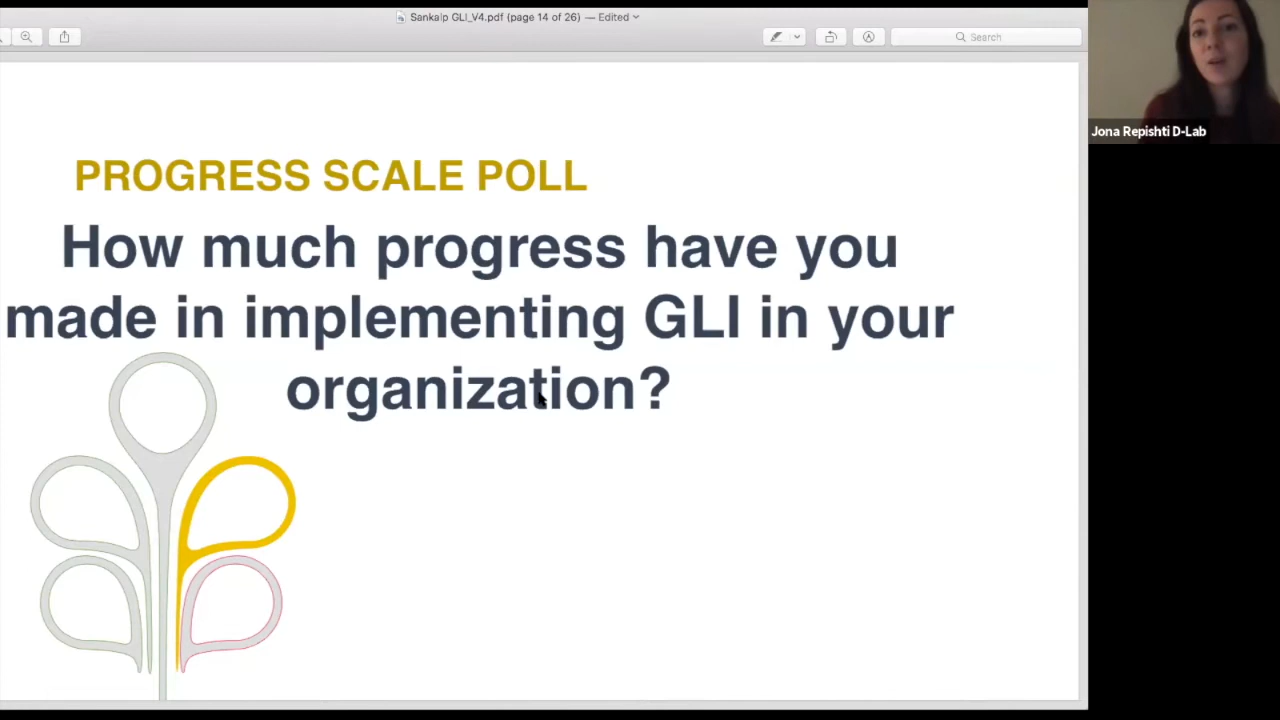 Sankalp GLI_V4.pdf (page 14 of 26) — Edited
Search
Jona Repishti D-Lab
PROGRESS SCALE POLL
How much progress have you
made in implementing GLI in your
organization?